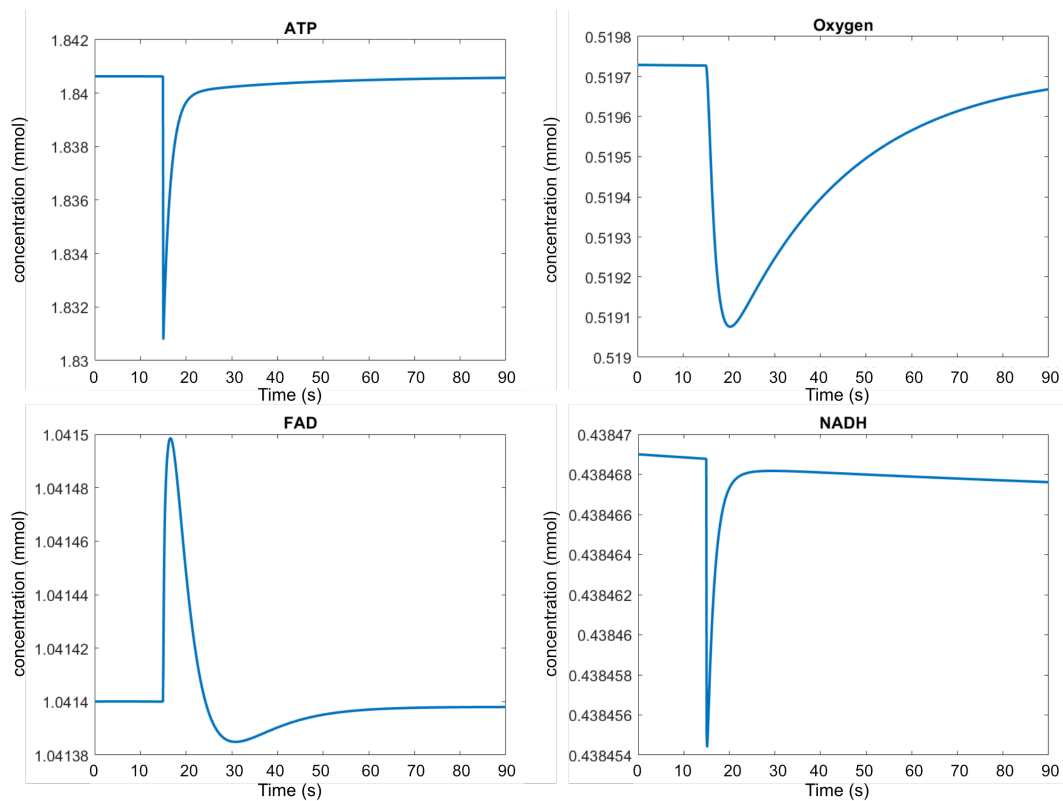 ATP
1.842
1.84
1.838
1.836
1.834
1.832
1.83
concentration (mmol)
0 10 20 30 40 50 60 70 80 90
Time (s)
Oxygen
0.5198
0.5197
0.5196
0.5195
0.5194
0.5193
0.5192
0.5191
0.519
concentration (mmol)
0 10 20 30 40 50 60 70 80 90
Time (s)
FAD
1.0415
1.04148
1.04146
1.04144
1.04142
1.0414
1.04138
concentration (mmol)
0 10 20 30 40 50 60 70 80 90
Time (s)
NADH
0.43847
0.438468
0.438466
0.438464
0.438462
0.43846
0.438458
0.438456
0.438454
concentration (mmol)
0 10 20 30 40 50 60 70 80 90
Time (s)